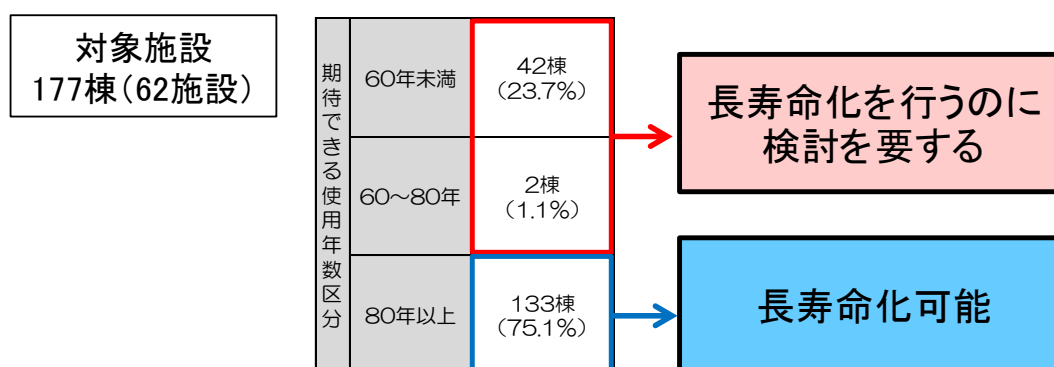 対象施設
177棟(62施設)
期待できる使用年数区分
60年未満
42棟
(23.7%)
60~80年
2棟
(1.1%)
80年以上
133棟
(75.1%)
長寿命化を行うのに
検討を要する
長寿命化可能